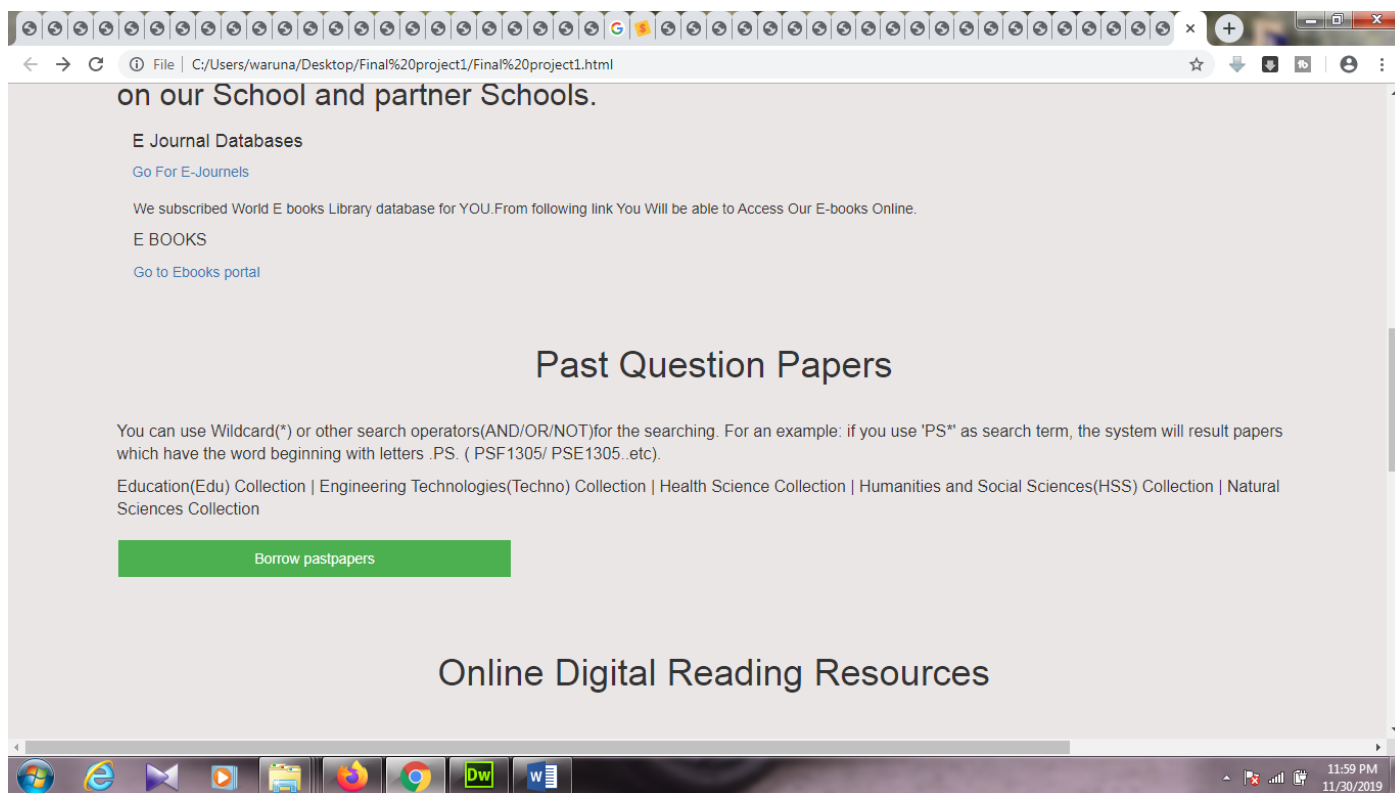 File | C:/Users/waruna/Desktop/Final%20project1/Final%20project1.html
on our School and partner Schools.
E Journal Databases
Go For E-Journels
We subscribed World E books Library database for YOU.From following link You Will be able to Access Our E-books Online.
E BOOKS
Go to Ebooks portal
Past Question Papers
You can use Wildcard(*) or other search operators(AND/OR/NOT)for the searching. For an example: if you use 'PS*' as search term, the system will result papers
which have the word beginning with letters .PS. ( PSF1305/ PSE1305..etc).
Education(Edu) Collection | Engineering Technologies(Techno) Collection | Health Science Collection | Humanities and Social Sciences(HSS) Collection | Natural
Sciences Collection
Borrow pastpapers
Online Digital Reading Resources
Dw
11:59 PM
11/30/2019